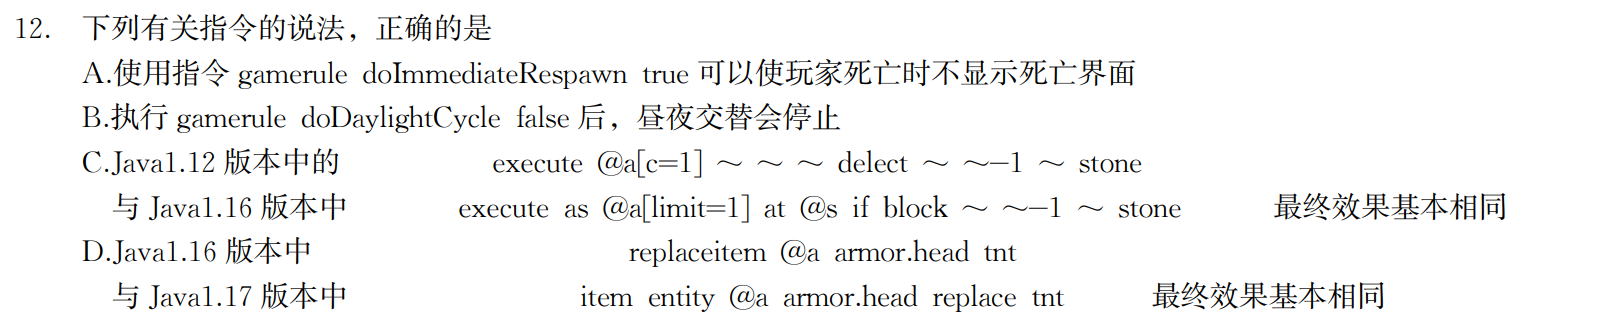 12. 下列有关指令的说法，正确的是
A.使用指令 gamerule doImmediateRespawn true 可以使玩家死亡时不显示死亡界面
B.执行 gamerule doDaylightCycle false 后，昼夜交替会停止
C.Java1.12 版本中的 execute @a[c=1] ～ ～ ～ delect ～ ～−1 ～ stone
与 Java1.16 版本中 execute as @a[limit=1] at @s if block ～ ～−1 ～ stone 最终效果基本相同
D.Java1.16 版本中 replaceitem @a armor.head tnt
与 Java1.17 版本中 item entity @a armor.head replace tnt 最终效果基本相同